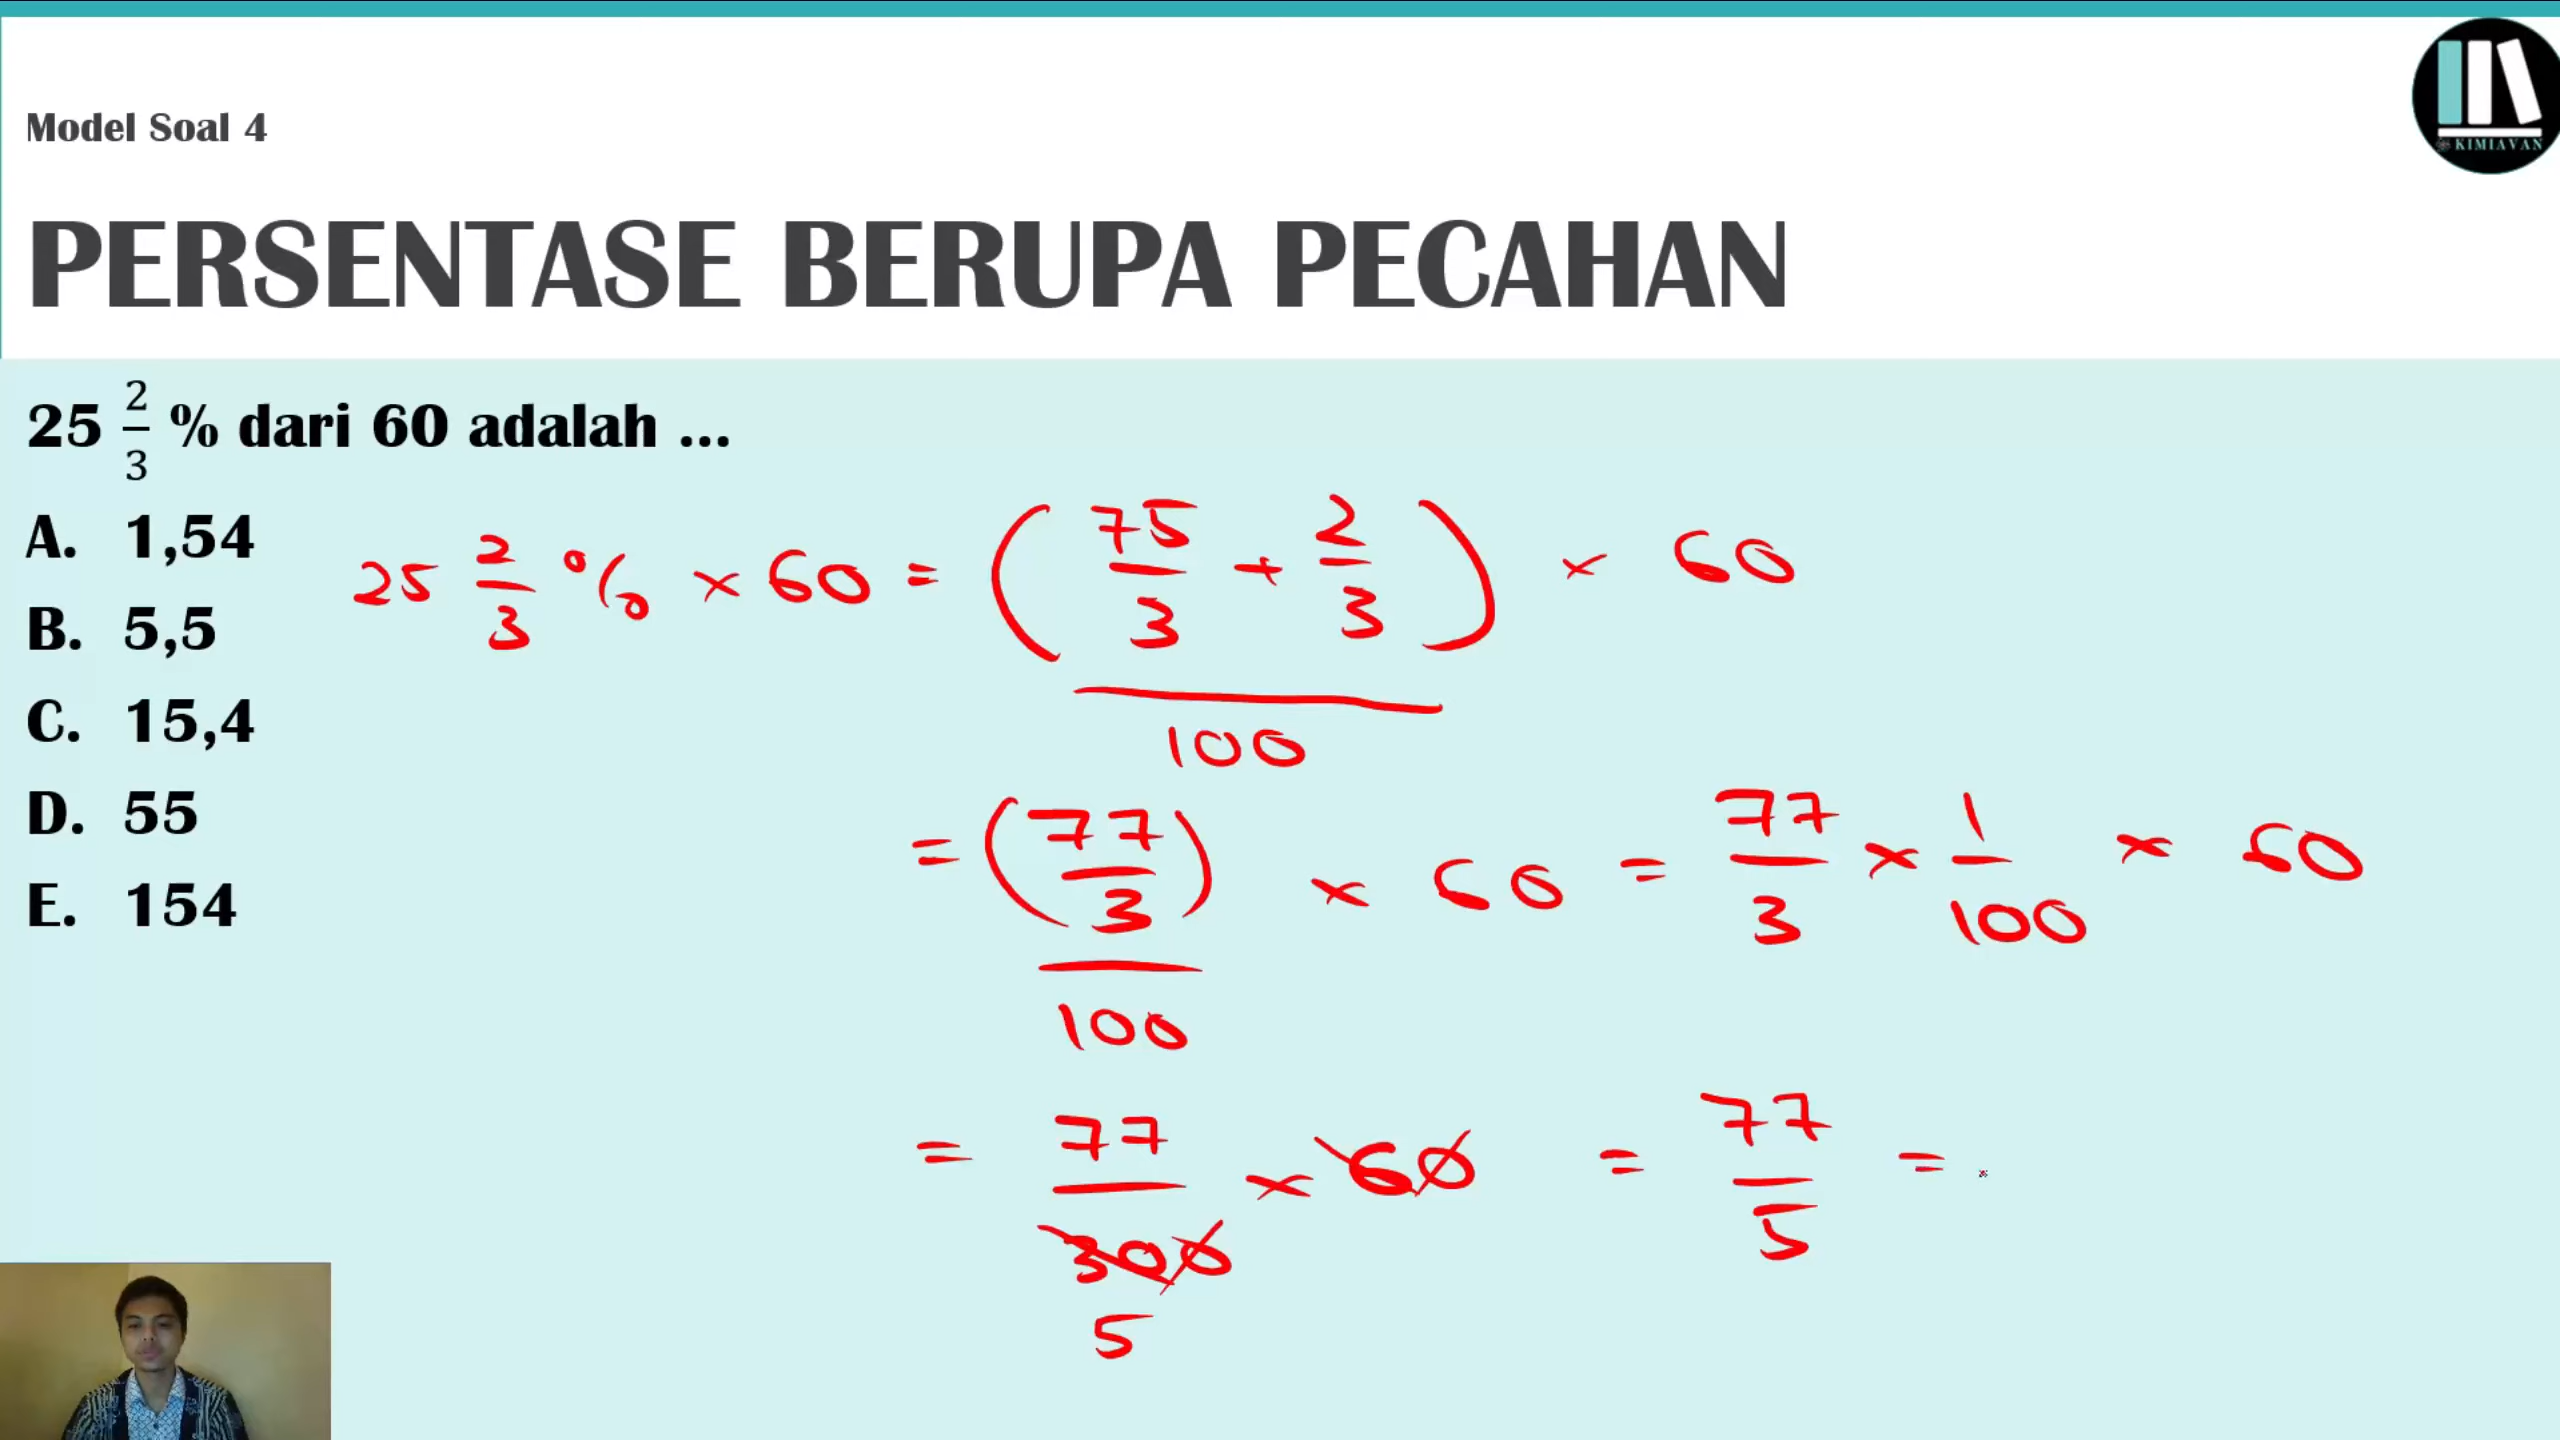 KIMIAVAN
Model Soal 4
PERSENTASE BERUPA PECAHAN
25 2/3 % dari 60 adalah ...
A. 1,54
B. 5,5
C. 15,4
D. 55
E. 154
25 2/3 % × 60 = (75/3 + 2/3)/100 × 60
= (77/3)/100 × 60 = 77/3 × 1/100 × 60
= 77/300 × 60 = 77/5 =
5